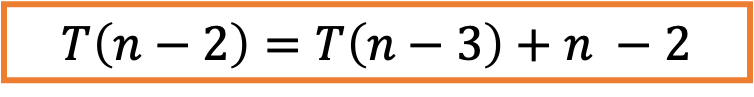 T(n − 2) = T(n − 3) + n − 2